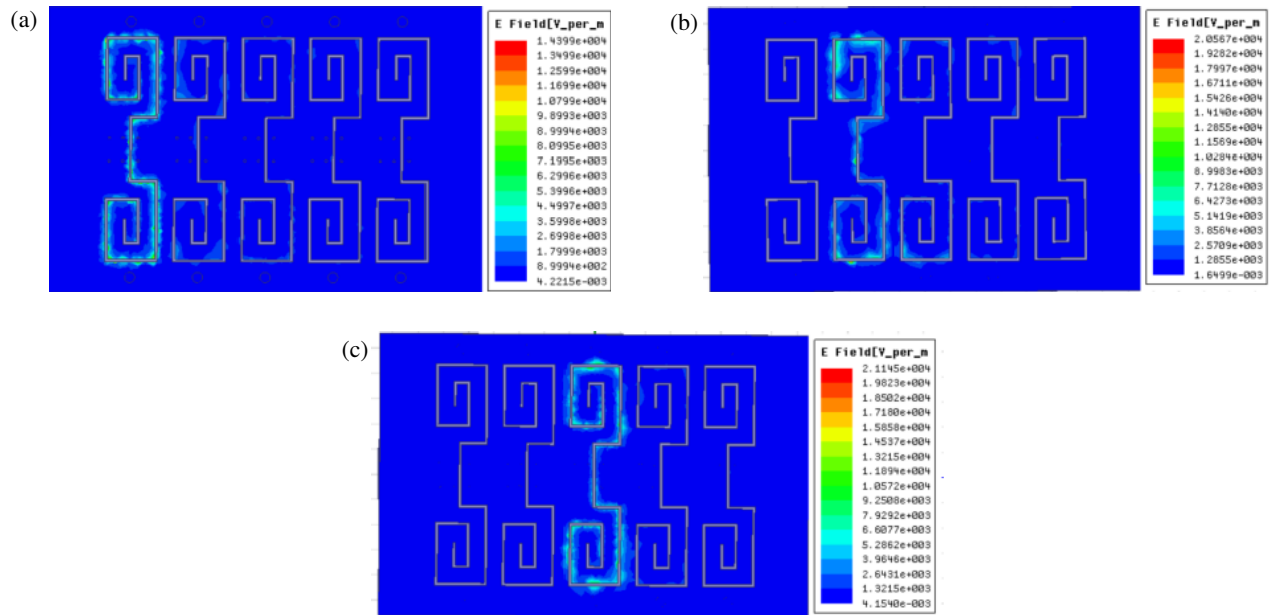 (a)
E Field[V_per_m
1.4399e+004
1.3499e+004
1.2599e+004
1.1699e+004
1.0799e+004
9.8993e+003
8.9994e+003
8.0995e+003
7.1995e+003
6.2996e+003
5.3996e+003
4.4997e+003
3.5998e+003
2.6998e+003
1.7999e+003
8.9994e+002
4.2215e-003
(b)
E Field[V_per_m
2.0567e+004
1.9282e+004
1.7997e+004
1.6711e+004
1.5426e+004
1.4140e+004
1.2855e+004
1.1569e+004
1.0284e+004
8.9983e+003
7.7128e+003
6.4273e+003
5.1419e+003
3.8564e+003
2.5709e+003
1.2855e+003
1.6499e-003
(c)
E Field[V_per_m
2.1145e+004
1.9823e+004
1.8502e+004
1.7180e+004
1.5858e+004
1.4537e+004
1.3215e+004
1.1894e+004
1.0572e+004
9.2508e+003
7.9292e+003
6.6077e+003
5.2862e+003
3.9646e+003
2.6431e+003
1.3215e+003
4.1540e-003